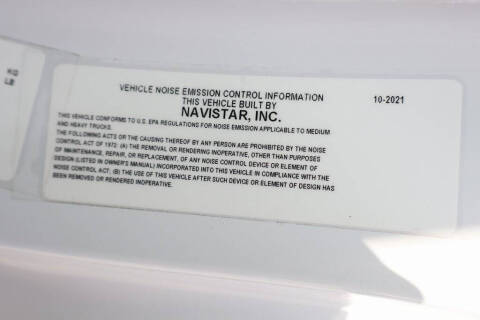 KG
LB
VEHICLE NOISE EMISSION CONTROL INFORMATION 10-2021
THIS VEHICLE BUILT BY
NAVISTAR, INC.
THIS VEHICLE CONFORMS TO U.S. EPA REGULATIONS FOR NOISE EMISSION APPLICABLE TO MEDIUM
AND HEAVY TRUCKS.
THE FOLLOWING ACTS OR THE CAUSING THEREOF BY ANY PERSON ARE PROHIBITED BY THE NOISE
CONTROL ACT OF 1972: (A) THE REMOVAL OR RENDERING INOPERATIVE, OTHER THAN PURPOSES
OF MAINTENANCE, REPAIR, OR REPLACEMENT, OF ANY NOISE CONTROL DEVICE OR ELEMENT OF
DESIGN (LISTED IN OWNER'S MANUAL) INCORPORATED INTO THIS VEHICLE IN COMPLIANCE WITH THE
NOISE CONTROL ACT; (B) THE USE OF THIS VEHICLE AFTER SUCH DEVICE OR ELEMENT OF DESIGN HAS
BEEN REMOVED OR RENDERED INOPERATIVE.